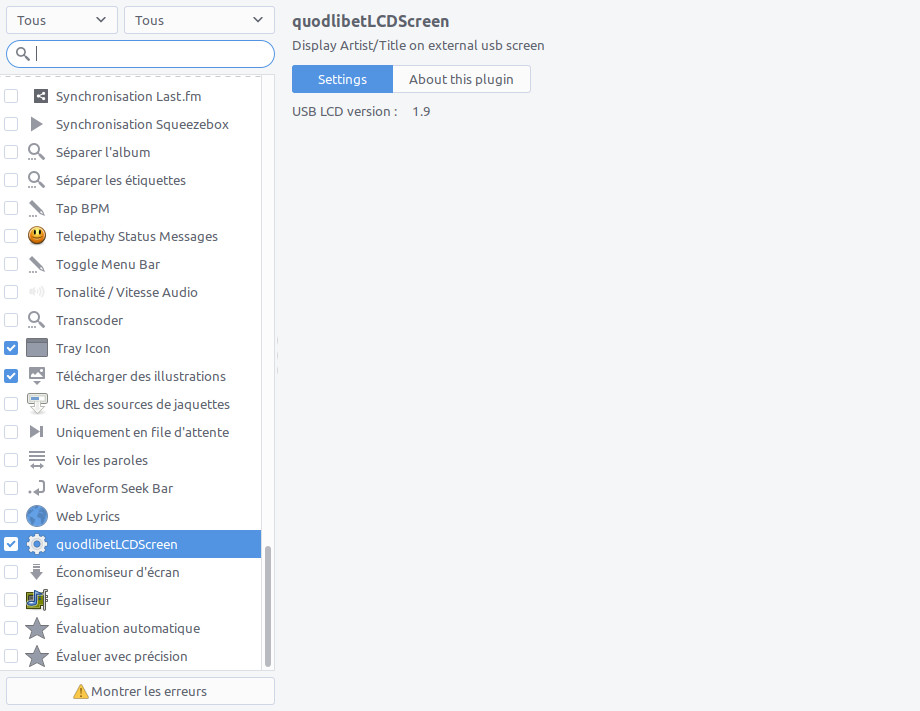 Tous
Tous
Synchronisation Last.fm
Synchronisation Squeezebox
Séparer l'album
Séparer les étiquettes
Tap BPM
Telepathy Status Messages
Toggle Menu Bar
Tonalité / Vitesse Audio
Transcoder
Tray Icon
Télécharger des illustrations
URL des sources de jaquettes
Uniquement en file d'attente
Voir les paroles
Waveform Seek Bar
Web Lyrics
quodlibetLCDScreen
Économiseur d'écran
Égaliseur
Évaluation automatique
Évaluer avec précision
Montrer les erreurs
quodlibetLCDScreen
Display Artist/Title on external usb screen
Settings
About this plugin
USB LCD version : 1.9